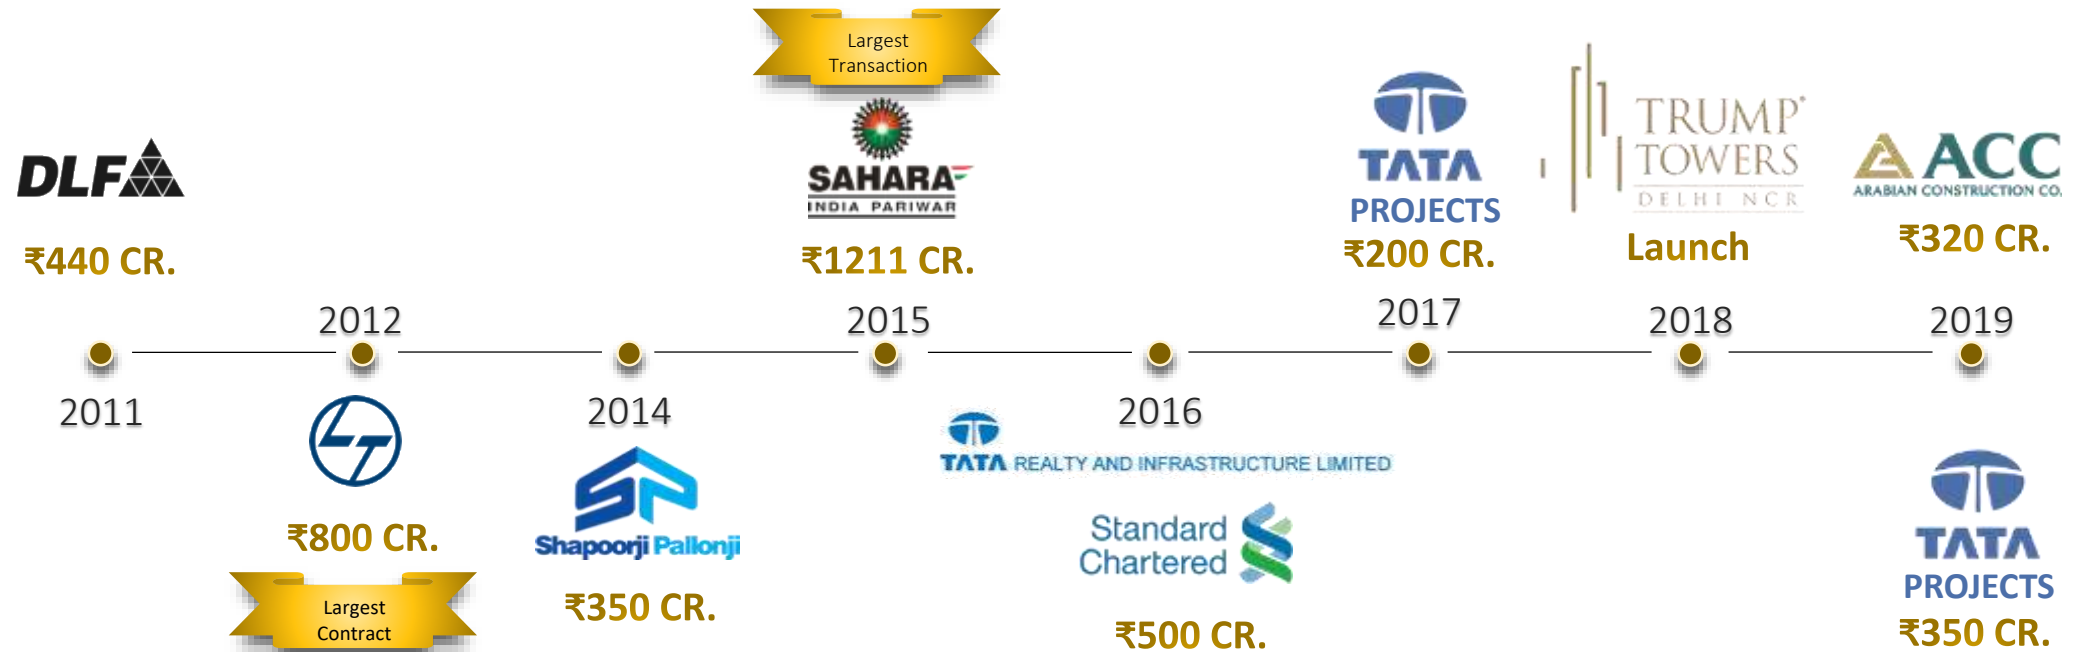 DLF
₹440 CR.
2011
2012
LT
₹800 CR.
Largest
Contract
2014
Shapoorji Pallonji
₹350 CR.
Largest
Transaction
SAHARA
INDIA PARIWAR
₹1211 CR.
2015
2016
TATA REALTY AND INFRASTRUCTURE LIMITED
Standard
Chartered
₹500 CR.
TATA
PROJECTS
₹200 CR.
2017
TRUMP
TOWERS
DELHI NCR
Launch
2018
ACC
ARABIAN CONSTRUCTION CO.
₹320 CR.
2019
TATA
PROJECTS
₹350 CR.